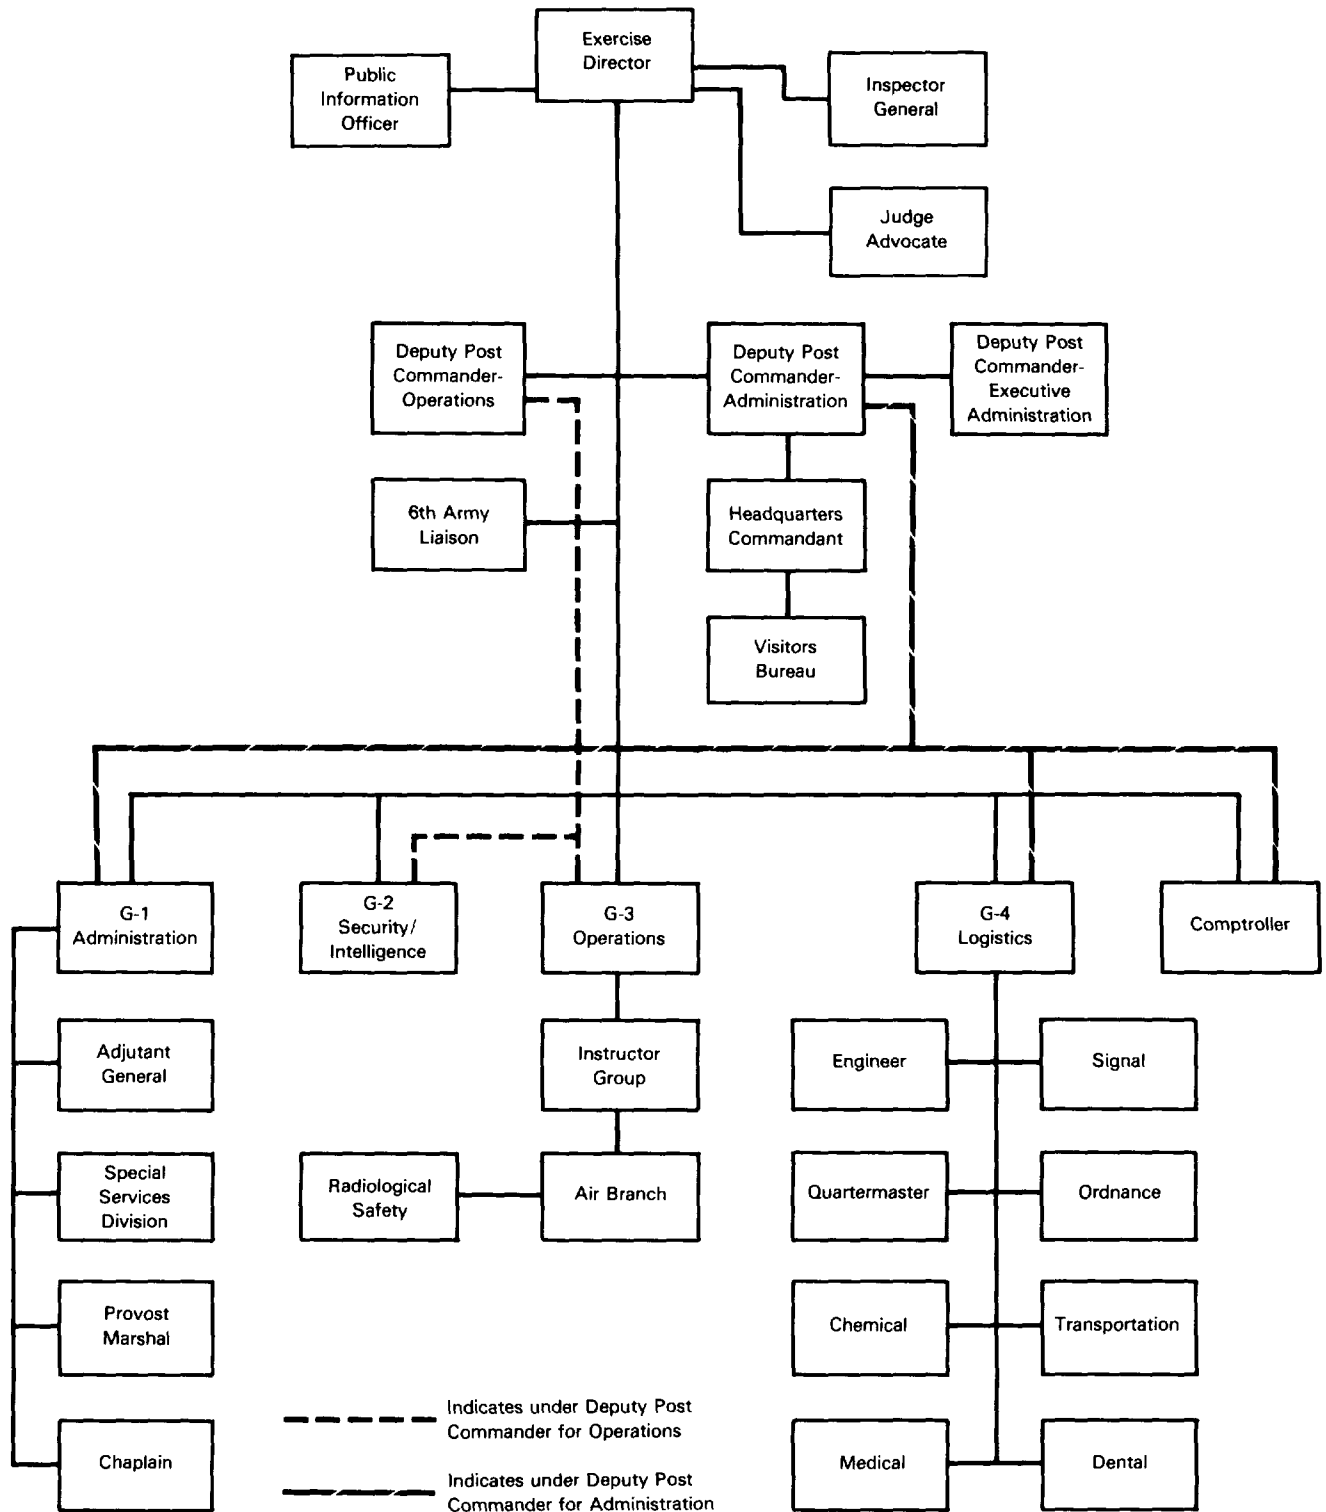 Exercise
Director
Public
Information
Officer
Inspector
General
Judge
Advocate
Deputy Post
Commander-
Operations
Deputy Post
Commander-
Administration
Deputy Post
Commander-
Executive
Administration
6th Army
Liaison
Headquarters
Commandant
Visitors
Bureau
G-1
Administration
G-2
Security/
Intelligence
G-3
Operations
G-4
Logistics
Comptroller
Adjutant
General
Instructor
Group
Engineer
Signal
Special
Services
Division
Radiological
Safety
Air Branch
Quartermaster
Ordnance
Provost
Marshal
Chemical
Transportation
Chaplain
Medical
Dental
Indicates under Deputy Post
Commander for Operations
Indicates under Deputy Post
Commander for Administration